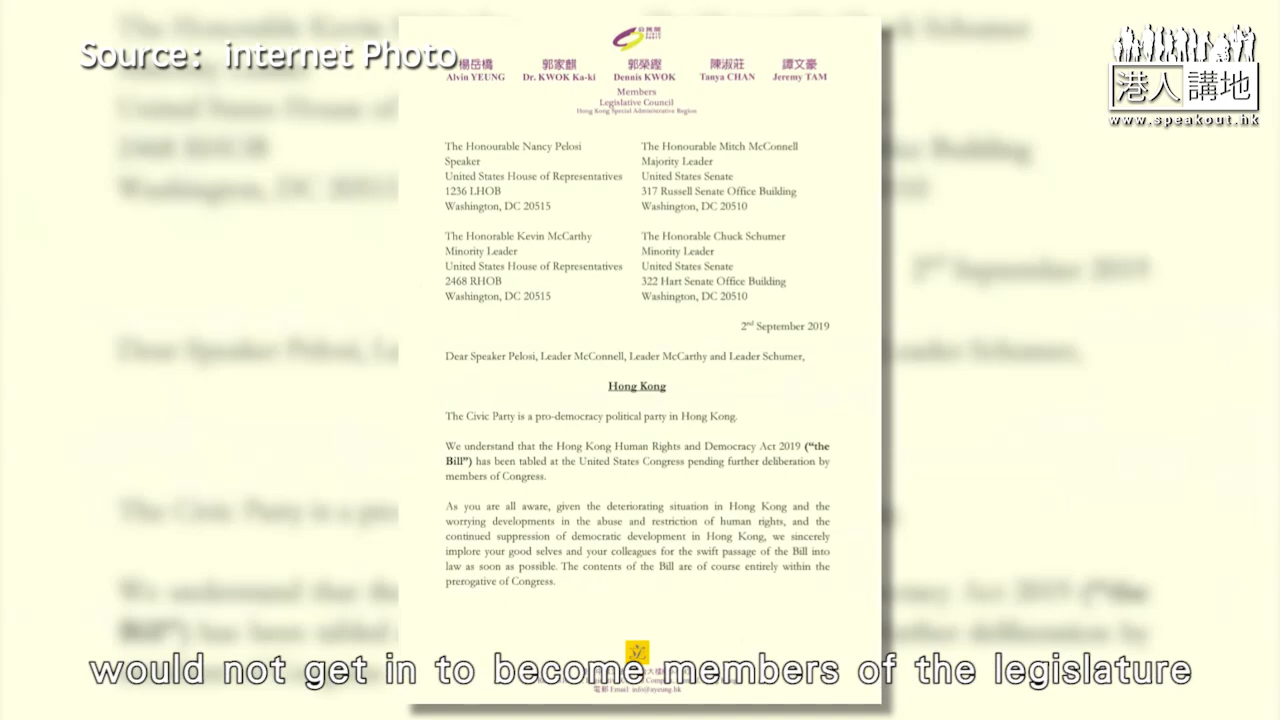 Source: internet Photo
港人講地
www.speakout.hk
公民黨
CIVIC
PARTY
楊岳橋 郭家麒 郭榮鏗 陳淑莊 譚文豪
Alvin YEUNG Dr. KWOK Ka-ki Dennis KWOK Tanya CHAN Jeremy TAM
Members
Legislative Council
Hong Kong Special Administrative Region
The Honourable Nancy Pelosi
Speaker
United States House of Representatives
1236 LHOB
Washington, DC 20515
The Honourable Mitch McConnell
Majority Leader
United States Senate
317 Russell Senate Office Building
Washington, DC 20510
The Honorable Kevin McCarthy
Minority Leader
United States House of Representatives
2468 RHOB
Washington, DC 20515
The Honorable Chuck Schumer
Minority Leader
United States Senate
322 Hart Senate Office Building
Washington, DC 20510
2nd September 2019
Dear Speaker Pelosi, Leader McConnell, Leader McCarthy and Leader Schumer,
Hong Kong
The Civic Party is a pro-democracy political party in Hong Kong.
We understand that the Hong Kong Human Rights and Democracy Act 2019 (“the
Bill”) has been tabled at the United States Congress pending further deliberation by
members of Congress.
As you are all aware, given the deteriorating situation in Hong Kong and the
worrying developments in the abuse and restriction of human rights, and the
continued suppression of democratic development in Hong Kong, we sincerely
implore your good selves and your colleagues for the swift passage of the Bill into
law as soon as possible. The contents of the Bill are of course entirely within the
prerogative of Congress.
立
would not get in to become members of the legislature
電郵 Email: info@ayeung.hk